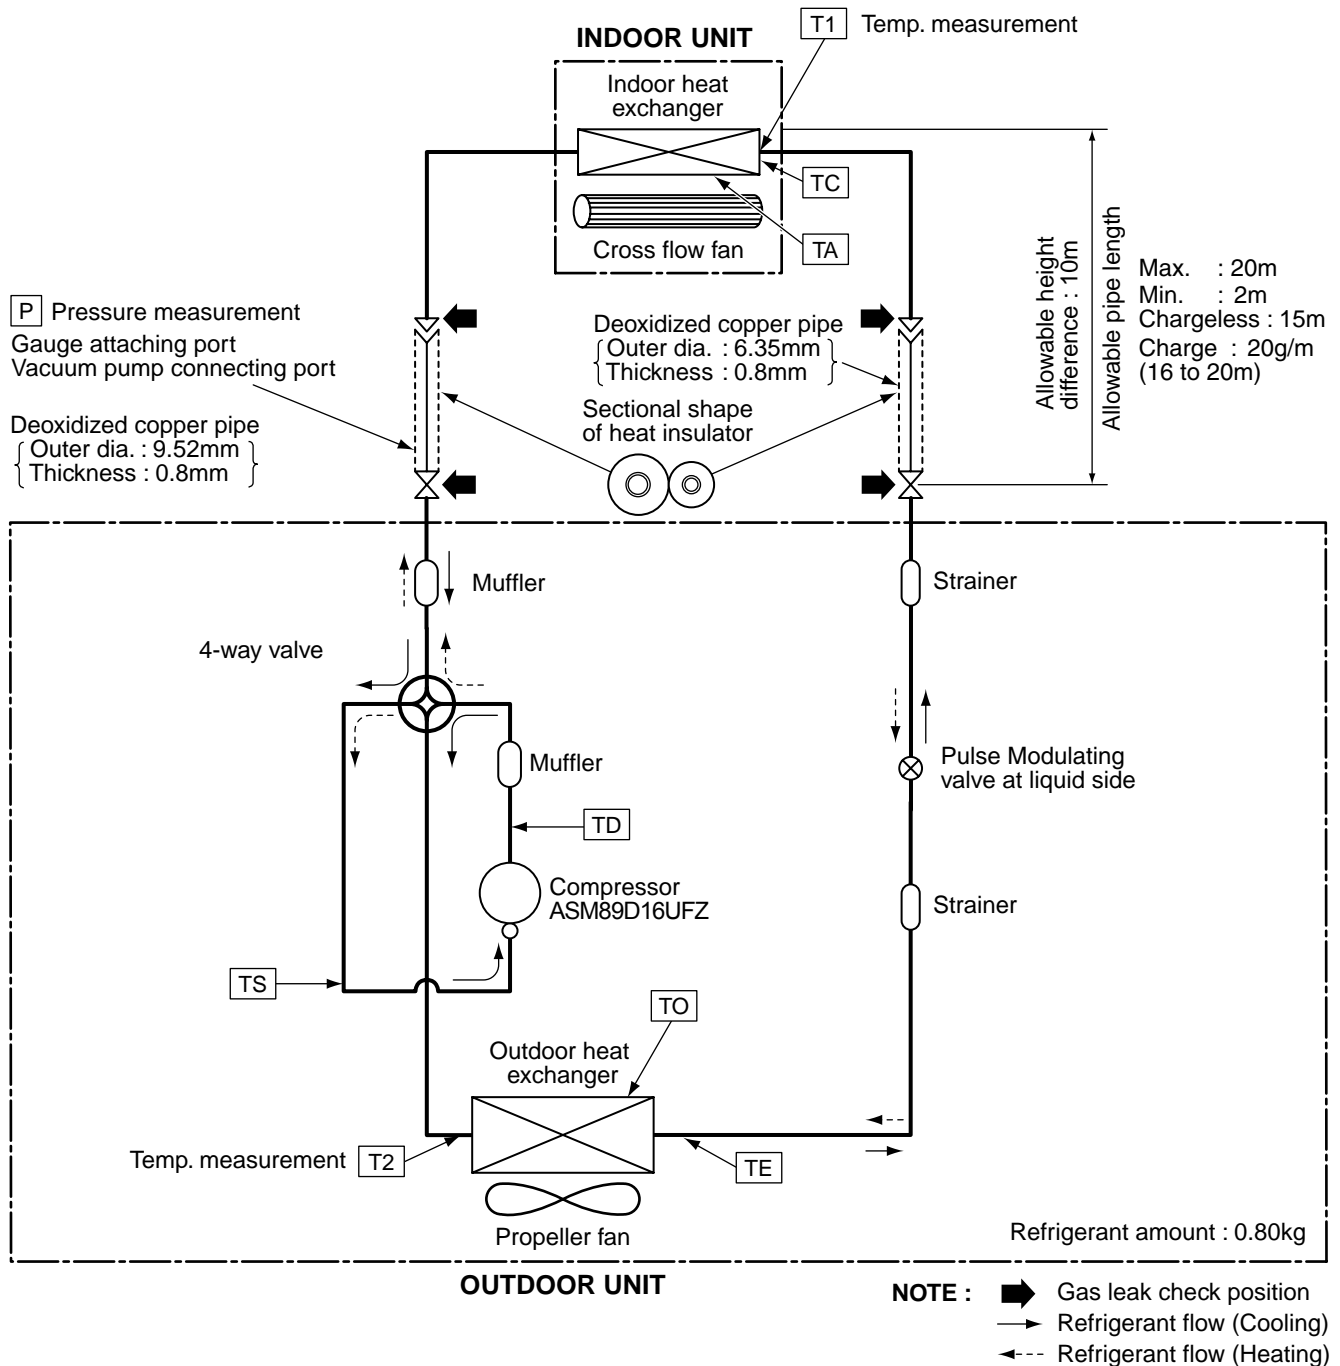 T1 Temp. measurement
INDOOR UNIT
Indoor heat
exchanger
TC
Cross flow fan
TA
Allowable height
difference : 10m
Allowable pipe length
Max. : 20m
Min. : 2m
Chargeless : 15m
Charge : 20g/m
(16 to 20m)
P Pressure measurement
Gauge attaching port
Vacuum pump connecting port
Deoxidized copper pipe
Outer dia. : 9.52mm
Thickness : 0.8mm
Deoxidized copper pipe
Outer dia. : 6.35mm
Thickness : 0.8mm
Sectional shape
of heat insulator
Muffler
Strainer
4-way valve
Muffler
Pulse Modulating
valve at liquid side
TD
Compressor
ASM89D16UFZ
Strainer
TS
TO
Outdoor heat
exchanger
Temp. measurement T2
TE
Propeller fan
Refrigerant amount : 0.80kg
OUTDOOR UNIT
NOTE : Gas leak check position
Refrigerant flow (Cooling)
Refrigerant flow (Heating)